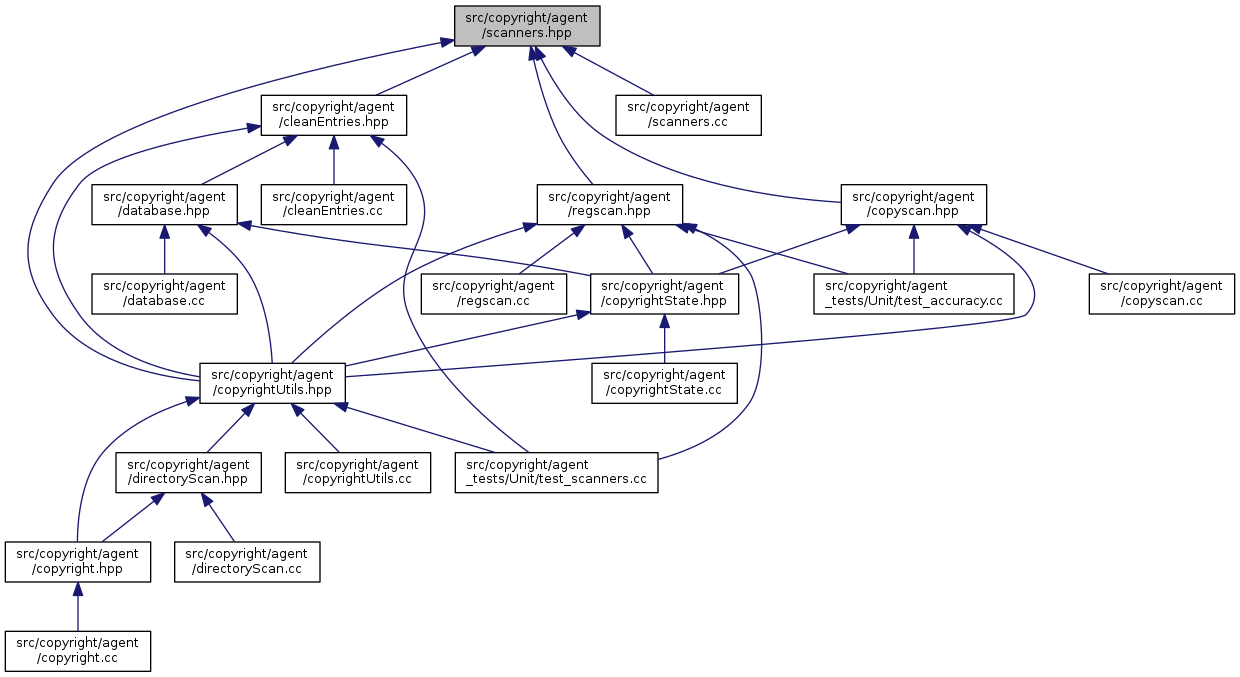 src/copyright/agent
/scanners.hpp
src/copyright/agent
/cleanEntries.hpp
src/copyright/agent
/scanners.cc
src/copyright/agent
/database.hpp
src/copyright/agent
/cleanEntries.cc
src/copyright/agent
/regscan.hpp
src/copyright/agent
/copyscan.hpp
src/copyright/agent
/database.cc
src/copyright/agent
/regscan.cc
src/copyright/agent
/copyrightState.hpp
src/copyright/agent
_tests/Unit/test_accuracy.cc
src/copyright/agent
/copyscan.cc
src/copyright/agent
/copyrightUtils.hpp
src/copyright/agent
/copyrightState.cc
src/copyright/agent
/directoryScan.hpp
src/copyright/agent
/copyrightUtils.cc
src/copyright/agent
_tests/Unit/test_scanners.cc
src/copyright/agent
/copyright.hpp
src/copyright/agent
/directoryScan.cc
src/copyright/agent
/copyright.cc